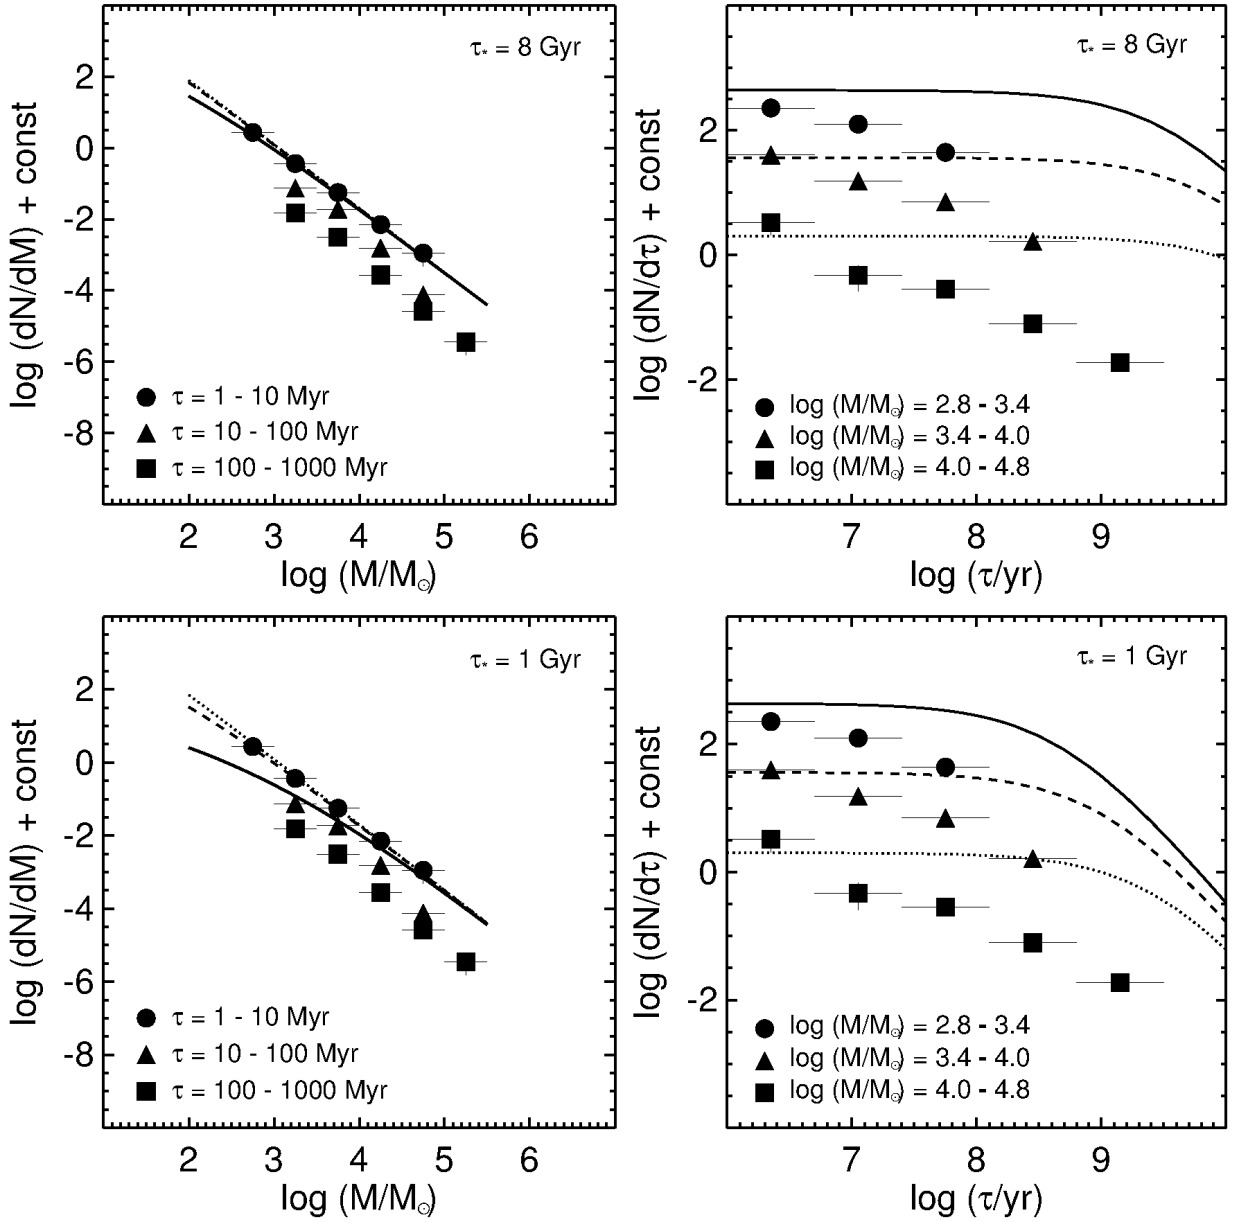 τ* = 8 Gyr
2
0
-2
-4
-6
-8
log (dN/dM) + const
τ = 1 - 10 Myr
τ = 10 - 100 Myr
τ = 100 - 1000 Myr
2 3 4 5 6
log (M/M☉)
τ* = 8 Gyr
2
0
-2
log (dN/dτ) + const
log (M/M☉) = 2.8 - 3.4
log (M/M☉) = 3.4 - 4.0
log (M/M☉) = 4.0 - 4.8
7 8 9
log (τ/yr)
τ* = 1 Gyr
2
0
-2
-4
-6
-8
log (dN/dM) + const
τ = 1 - 10 Myr
τ = 10 - 100 Myr
τ = 100 - 1000 Myr
2 3 4 5 6
log (M/M☉)
τ* = 1 Gyr
2
0
-2
log (dN/dτ) + const
log (M/M☉) = 2.8 - 3.4
log (M/M☉) = 3.4 - 4.0
log (M/M☉) = 4.0 - 4.8
7 8 9
log (τ/yr)